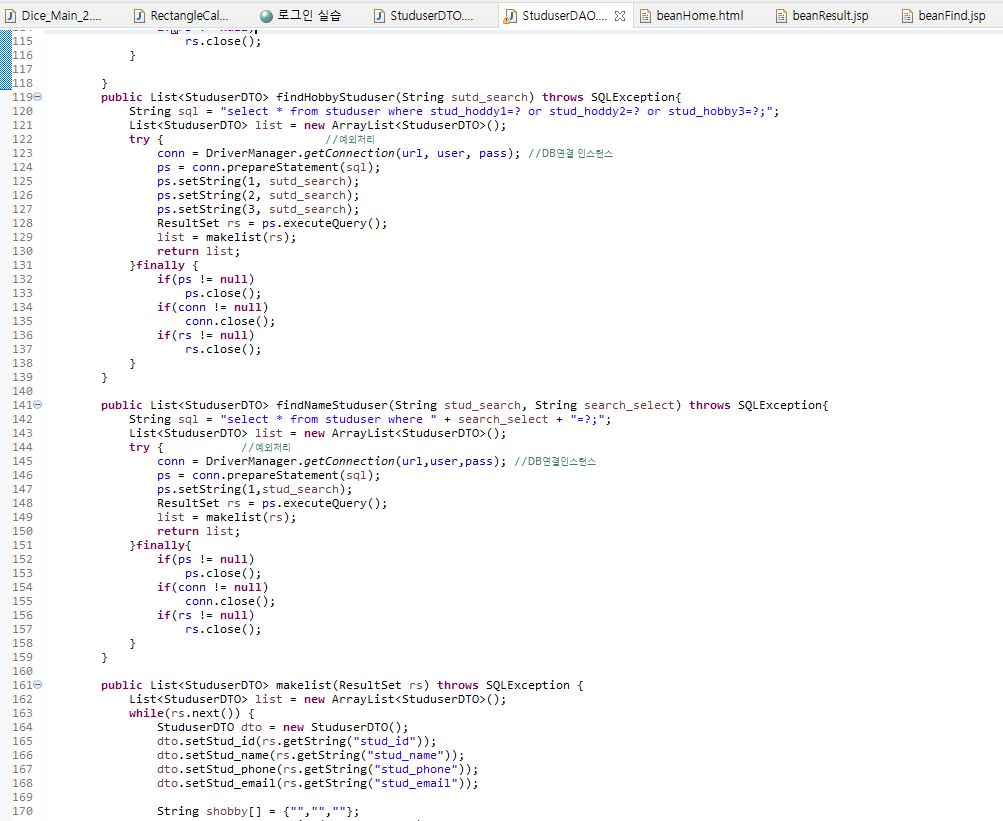 Dice_Main_2.... RectangleCal... 로그인 실습 StuduserDTO.... StuduserDAO.... beanHome.html beanResult.jsp beanFind.jsp
115 rs.close();
116 }
117
118 }
119 public List<StuduserDTO> findHobbyStuduser(String sutd_search) throws SQLException{
120 String sql = "select * from studuser where stud_hoddy1=? or stud_hoddy2=? or stud_hobby3=?;";
121 List<StuduserDTO> list = new ArrayList<StuduserDTO>();
122 try { //예외처리
123 conn = DriverManager.getConnection(url, user, pass); //DB연결 인스턴스
124 ps = conn.prepareStatement(sql);
125 ps.setString(1, sutd_search);
126 ps.setString(2, sutd_search);
127 ps.setString(3, sutd_search);
128 ResultSet rs = ps.executeQuery();
129 list = makelist(rs);
130 return list;
131 }finally {
132 if(ps != null)
133 ps.close();
134 if(conn != null)
135 conn.close();
136 if(rs != null)
137 rs.close();
138 }
139 }
140
141 public List<StuduserDTO> findNameStuduser(String stud_search, String search_select) throws SQLException{
142 String sql = "select * from studuser where " + search_select + "=?;";
143 List<StuduserDTO> list = new ArrayList<StuduserDTO>();
144 try { //예외처리
145 conn = DriverManager.getConnection(url,user,pass); //DB연결인스턴스
146 ps = conn.prepareStatement(sql);
147 ps.setString(1,stud_search);
148 ResultSet rs = ps.executeQuery();
149 list = makelist(rs);
150 return list;
151 }finally{
152 if(ps != null)
153 ps.close();
154 if(conn != null)
155 conn.close();
156 if(rs != null)
157 rs.close();
158 }
159 }
160
161 public List<StuduserDTO> makelist(ResultSet rs) throws SQLException {
162 List<StuduserDTO> list = new ArrayList<StuduserDTO>();
163 while(rs.next()) {
164 StuduserDTO dto = new StuduserDTO();
165 dto.setStud_id(rs.getString("stud_id"));
166 dto.setStud_name(rs.getString("stud_name"));
167 dto.setStud_phone(rs.getString("stud_phone"));
168 dto.setStud_email(rs.getString("stud_email"));
169
170 String shobby[] = {"","",""};